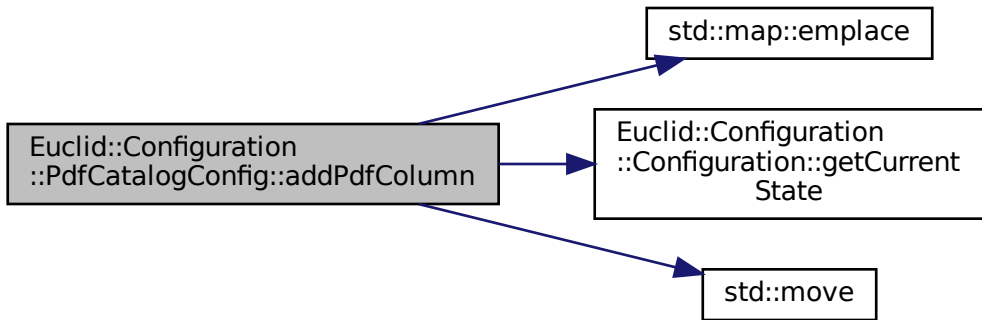 std::map::emplace
Euclid::Configuration
::PdfCatalogConfig::addPdfColumn
Euclid::Configuration
::Configuration::getCurrent
State
std::move